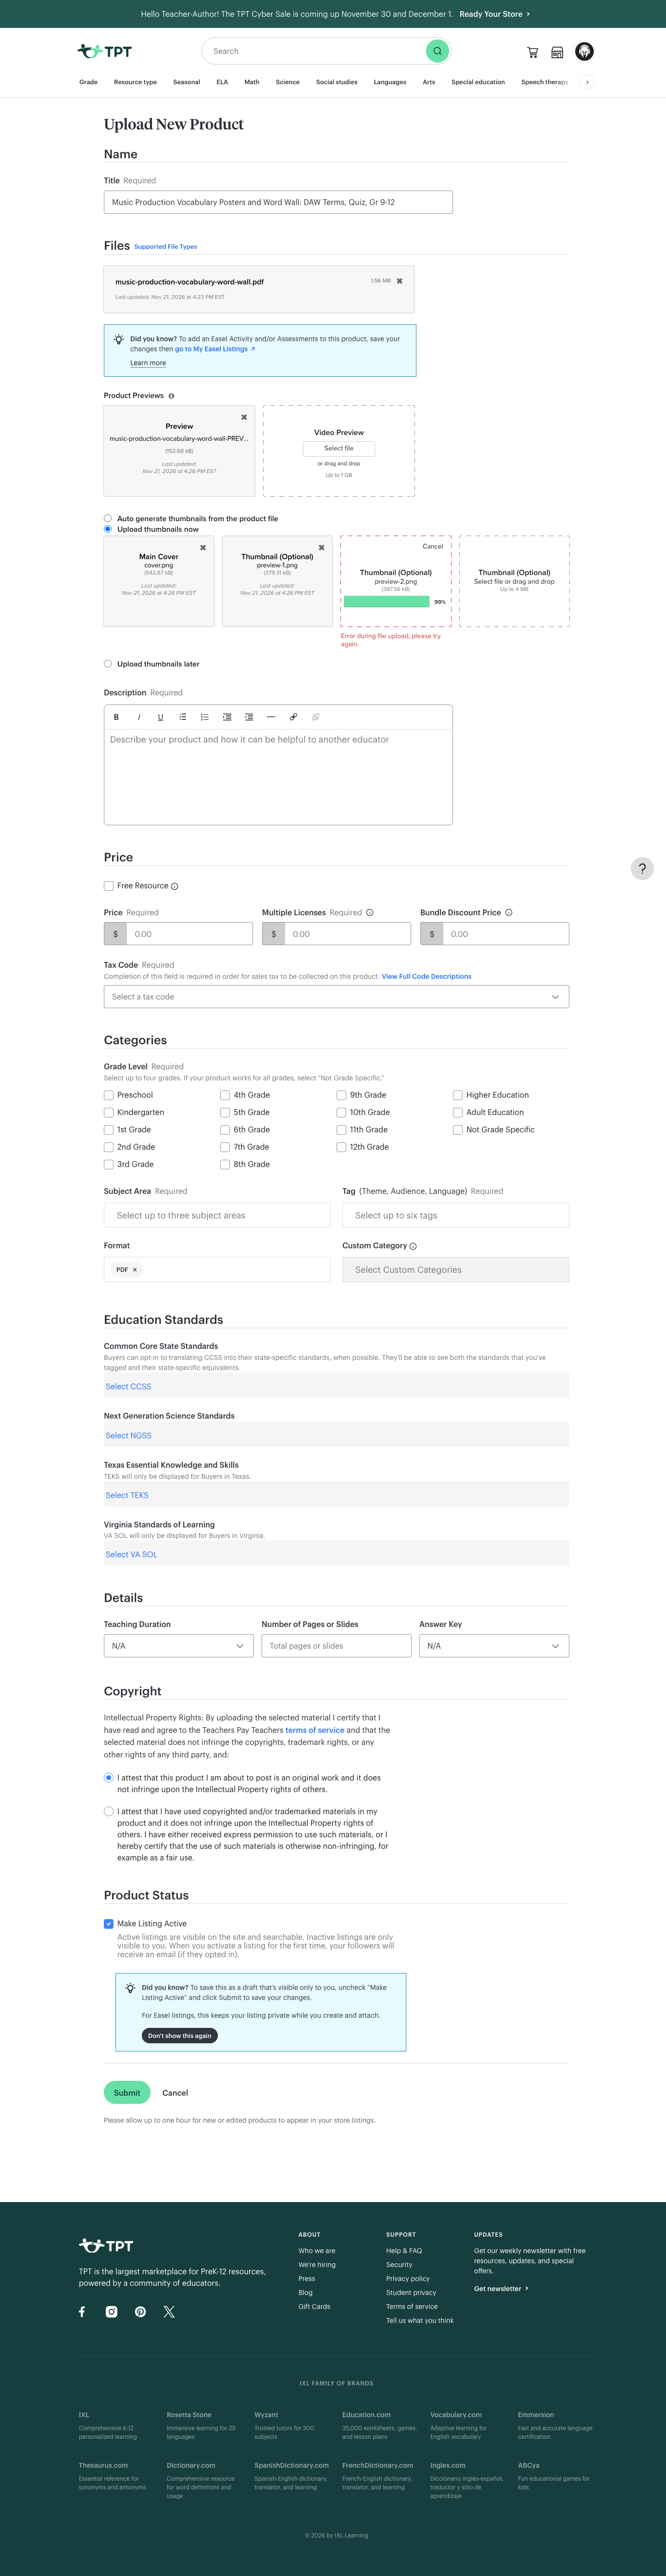 Hello Teacher-Author! The TPT Cyber Sale is coming up November 30 and December 1. Ready Your Store
TPT
Search
Grade
Resource type
Seasonal
ELA
Math
Science
Social studies
Languages
Arts
Special education
Speech therapy
Upload New Product
Name
Title Required
Music Production Vocabulary Posters and Word Wall: DAW Terms, Quiz, Gr 9-12
Files Supported File Types
music-production-vocabulary-word-wall.pdf
1.56 MB
Last updated: Nov 21, 2026 at 4:23 PM EST
Did you know? To add an Easel Activity and/or Assessments to this product, save your
changes then go to My Easel Listings
Learn more
Product Previews
Preview
music-production-vocabulary-word-wall-PREV...
(152.68 kB)
Last updated:
Nov 21, 2026 at 4:26 PM EST
Video Preview
Select file
or drag and drop
Up to 1 GB
Auto generate thumbnails from the product file
Upload thumbnails now
Main Cover
cover.png
(542.67 kB)
Last updated:
Nov 21, 2026 at 4:26 PM EST
Thumbnail (Optional)
preview-1.png
(379.31 kB)
Last updated:
Nov 21, 2026 at 4:26 PM EST
Cancel
Thumbnail (Optional)
preview-2.png
(387.56 kB)
99%
Error during file upload, please try
again.
Thumbnail (Optional)
Select file or drag and drop
Up to 4 MB
Upload thumbnails later
Description Required
B I U
Describe your product and how it can be helpful to another educator
Price
Free Resource
Price Required
Multiple Licenses Required
Bundle Discount Price
$ 0.00
$ 0.00
$ 0.00
Tax Code Required
Completion of this field is required in order for sales tax to be collected on this product. View Full Code Descriptions
Select a tax code
?
Categories
Grade Level Required
Select up to four grades. If your product works for all grades, select "Not Grade Specific."
Preschool
4th Grade
9th Grade
Higher Education
Kindergarten
5th Grade
10th Grade
Adult Education
1st Grade
6th Grade
11th Grade
Not Grade Specific
2nd Grade
7th Grade
12th Grade
3rd Grade
8th Grade
Subject Area Required
Tag (Theme, Audience, Language) Required
Select up to three subject areas
Select up to six tags
Format
Custom Category
PDF
Select Custom Categories
Education Standards
Common Core State Standards
Buyers can opt-in to translating CCSS into their state-specific standards, when possible. They'll be able to see both the standards that you've
tagged and their state-specific equivalents.
Select CCSS
Next Generation Science Standards
Select NGSS
Texas Essential Knowledge and Skills
TEKS will only be displayed for Buyers in Texas.
Select TEKS
Virginia Standards of Learning
VA SOL will only be displayed for Buyers in Virginia.
Select VA SOL
Details
Teaching Duration
Number of Pages or Slides
Answer Key
N/A
Total pages or slides
N/A
Copyright
Intellectual Property Rights: By uploading the selected material I certify that I
have read and agree to the Teachers Pay Teachers terms of service and that the
selected material does not infringe the copyrights, trademark rights, or any
other rights of any third party, and:
I attest that this product I am about to post is an original work and it does
not infringe upon the Intellectual Property rights of others.
I attest that I have used copyrighted and/or trademarked materials in my
product and it does not infringe upon the Intellectual Property rights of
others. I have either received express permission to use such materials, or I
hereby certify that the use of such materials is otherwise non-infringing, for
example as a fair use.
Product Status
Make Listing Active
Active listings are visible on the site and searchable. Inactive listings are only
visible to you. When you activate a listing for the first time, your followers will
receive an email (if they opted in).
Did you know? To save this as a draft that's visible only to you, uncheck "Make
Listing Active" and click Submit to save your changes.
For Easel listings, this keeps your listing private while you create and attach.
Don't show this again
Submit
Cancel
Please allow up to one hour for new or edited products to appear in your store listings.
TPT
TPT is the largest marketplace for PreK-12 resources,
powered by a community of educators.
ABOUT
Who we are
We're hiring
Press
Blog
Gift Cards
SUPPORT
Help & FAQ
Security
Privacy policy
Student privacy
Terms of service
Tell us what you think
UPDATES
Get our weekly newsletter with free
resources, updates, and special
offers.
Get newsletter
IXL FAMILY OF BRANDS
IXL
Comprehensive K-12
personalized learning
Rosetta Stone
Immersive learning for 25
languages
Wyzant
Trusted tutors for 300
subjects
Education.com
35,000 worksheets, games,
and lesson plans
Vocabulary.com
Adaptive learning for
English vocabulary
Emmersion
Fast and accurate language
certification
Thesaurus.com
Essential reference for
synonyms and antonyms
Dictionary.com
Comprehensive resource
for word definitions and
usage
SpanishDictionary.com
Spanish-English dictionary,
translator, and learning
FrenchDictionary.com
French-English dictionary,
translator, and learning
Ingles.com
Diccionario inglés-español,
traductor y sitio de
aprendizaje
ABCya
Fun educational games for
kids
© 2026 by IXL Learning